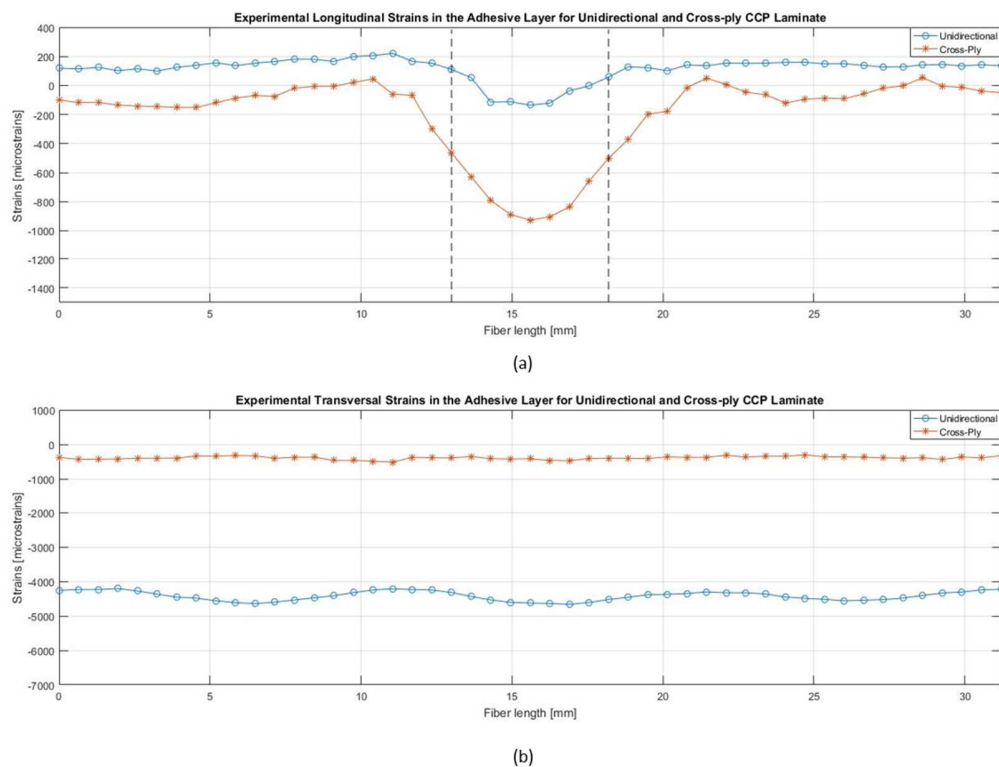 Experimental Longitudinal Strains in the Adhesive Layer for Unidirectional and Cross-ply CCP Laminate
400
200
0
-200
-400
-600
-800
-1000
-1200
-1400
Strains [microstrains]
Unidirectional
Cross-Ply
0 5 10 15 20 25 30
Fiber length [mm]
(a)
Experimental Transversal Strains in the Adhesive Layer for Unidirectional and Cross-ply CCP Laminate
1000
0
-1000
-2000
-3000
-4000
-5000
-6000
-7000
Strains [microstrains]
Unidirectional
Cross-Ply
0 5 10 15 20 25 30
Fiber length [mm]
(b)